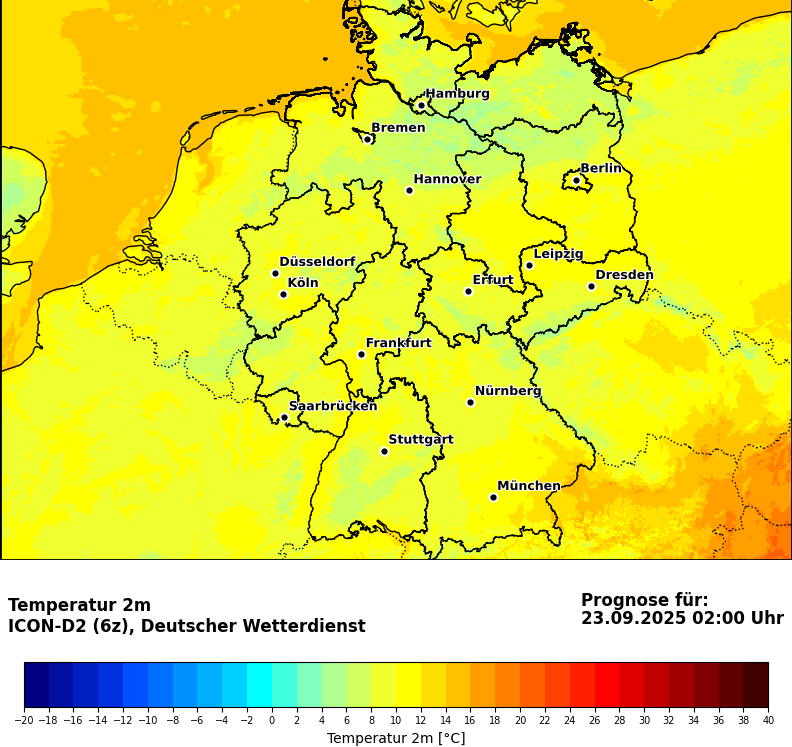 Hamburg
Bremen
Berlin
Hannover
Leipzig
Düsseldorf
Dresden
Köln
Erfurt
Frankfurt
Nürnberg
Saarbrücken
Stuttgart
München
Temperatur 2m
ICON-D2 (6z), Deutscher Wetterdienst
Prognose für:
23.09.2025 02:00 Uhr
−20 −18 −16 −14 −12 −10 −8 −6 −4 −2 0 2 4 6 8 10 12 14 16 18 20 22 24 26 28 30 32 34 36 38 40
Temperatur 2m [°C]